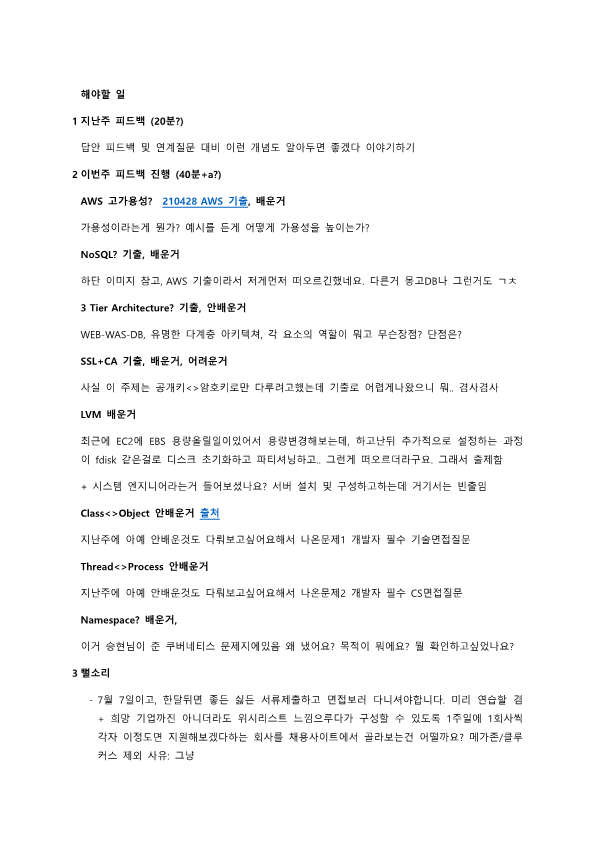 해야할 일
1 지난주 피드백 (20분?)
답안 피드백 및 연계질문 대비 이런 개념도 알아두면 좋겠다 이야기하기
2 이번주 피드백 진행 (40분+a?)
AWS 고가용성? 210428 AWS 기출, 배운거
가용성이라는게 뭔가? 예시를 든게 어떻게 가용성을 높이는가?
NoSQL? 기출, 배운거
하단 이미지 참고, AWS 기출이라서 저게먼저 떠오르긴했네요. 다른거 몽고DB나 그런거도 ㄱㅊ
3 Tier Architecture? 기출, 안배운거
WEB-WAS-DB, 유명한 다계층 아키텍쳐, 각 요소의 역할이 뭐고 무슨장점? 단점은?
SSL+CA 기출, 배운거, 어려운거
사실 이 주제는 공개키<>암호키로만 다루려고했는데 기출로 어렵게나왔으니 뭐.. 겸사겸사
LVM 배운거
최근에 EC2에 EBS 용량올릴일이있어서 용량변경해보는데, 하고난뒤 추가적으로 설정하는 과정
이 fdisk 같은걸로 디스크 초기화하고 파티셔닝하고.. 그런게 떠오르더라구요. 그래서 출제함
+ 시스템 엔지니어라는거 들어보셨나요? 서버 설치 및 구성하고하는데 거기서는 빈출임
Class<>Object 안배운거 출처
지난주에 아예 안배운것도 다뤄보고싶어요해서 나온문제1 개발자 필수 기술면접질문
Thread<>Process 안배운거
지난주에 아예 안배운것도 다뤄보고싶어요해서 나온문제2 개발자 필수 CS면접질문
Namespace? 배운거,
이거 승현님이 준 쿠버네티스 문제지에있음 왜 냈어요? 목적이 뭐에요? 뭘 확인하고싶었나요?
3 뻘소리
- 7월 7일이고, 한달뒤면 좋든 싫든 서류제출하고 면접보러 다니셔야합니다. 미리 연습할 겸
+ 희망 기업까진 아니더라도 위시리스트 느낌으루다가 구성할 수 있도록 1주일에 1회사씩
각자 이정도면 지원해보겠다하는 회사를 채용사이트에서 골라보는건 어떨까요? 메가존/클루
커스 제외 사유: 그냥